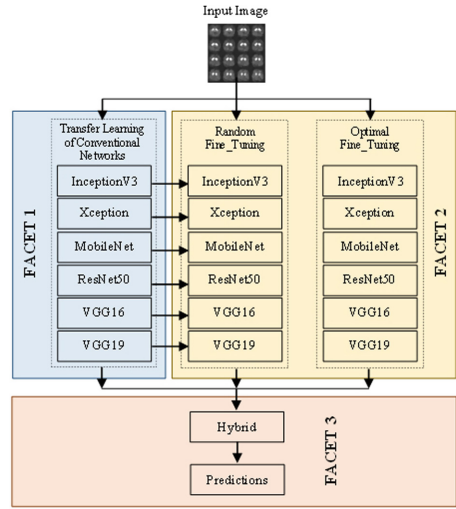 Input Image
FACET 1
Transfer Learning
of Conventional
Networks
InceptionV3
Xception
MobileNet
ResNet50
VGG16
VGG19
Random
Fine_Tuning
InceptionV3
Xception
MobileNet
ResNet50
VGG16
VGG19
Optimal
Fine_Tuning
InceptionV3
Xception
MobileNet
ResNet50
VGG16
VGG19
FACET 2
Hybrid
Predictions
FACET 3